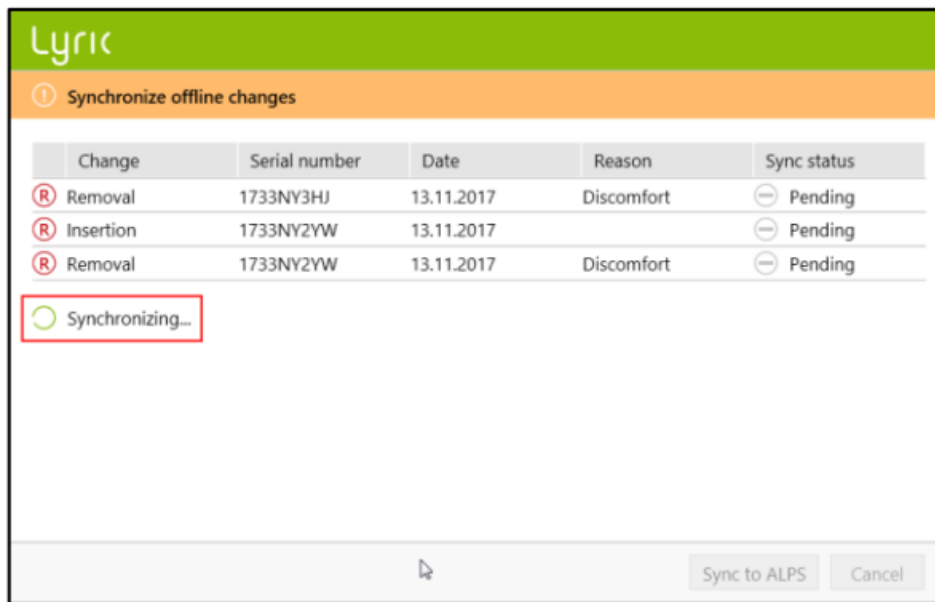 Lyric
Synchronize offline changes
Change Serial number Date Reason Sync status
R Removal 1733NY3HJ 13.11.2017 Discomfort Pending
R Insertion 1733NY2YW 13.11.2017 Pending
R Removal 1733NY2YW 13.11.2017 Discomfort Pending
Synchronizing...
Sync to ALPS Cancel